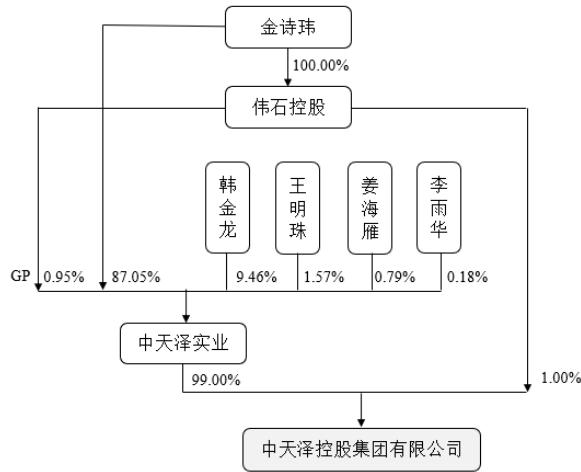 金诗玮
100.00%
伟石控股
韩金龙
王明珠
姜海雁
李雨华
GP
0.95%
87.05%
9.46%
1.57%
0.79%
0.18%
中天泽实业
99.00%
1.00%
中天泽控股集团有限公司